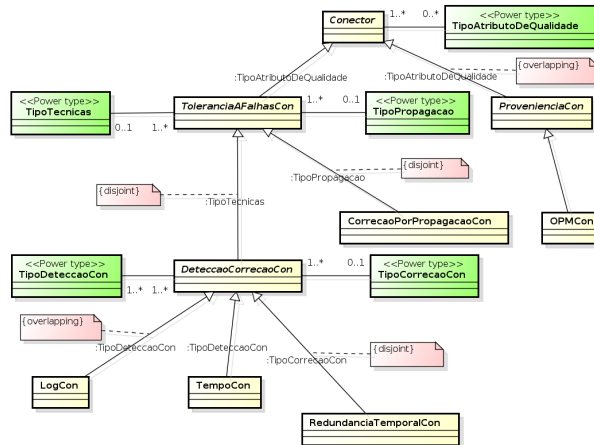 Conector
1..*
0..*
<<Power type>>
TipoAtributoDeQualidade
{overlapping}
:TipoAtributoDeQualidade
:TipoAtributoDeQualidade
<<Power type>>
TipoTecnicas
0..1
1..*
ToleranciaAFalhasCon
1..*
0..1
<<Power type>>
TipoPropagacao
ProvenienciaCon
{disjoint}
:TipoPropagacao
{disjoint}
:TipoTecnicas
CorrecaoPorPropagacaoCon
OPMCon
<<Power type>>
TipoDeteccaoCon
1..*
1..*
DeteccaoCorrecaoCon
1..*
0..1
<<Power type>>
TipoCorrecaoCon
{overlapping}
:TipoDeteccaoCon
:TipoDeteccaoCon
:TipoCorrecaoCon
{disjoint}
LogCon
TempoCon
RedundanciaTemporalCon